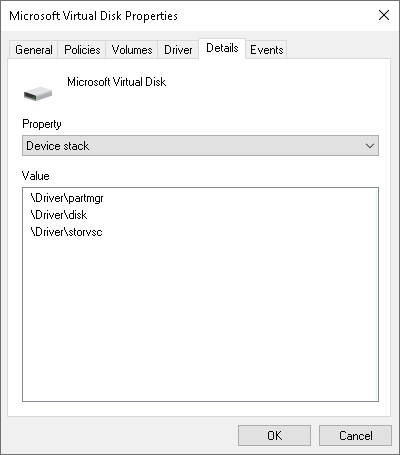 Microsoft Virtual Disk Properties
General Policies Volumes Driver Details Events
Microsoft Virtual Disk
Property
Device stack
Value
\Driver\partmgr
\Driver\disk
\Driver\storvsc
OK Cancel